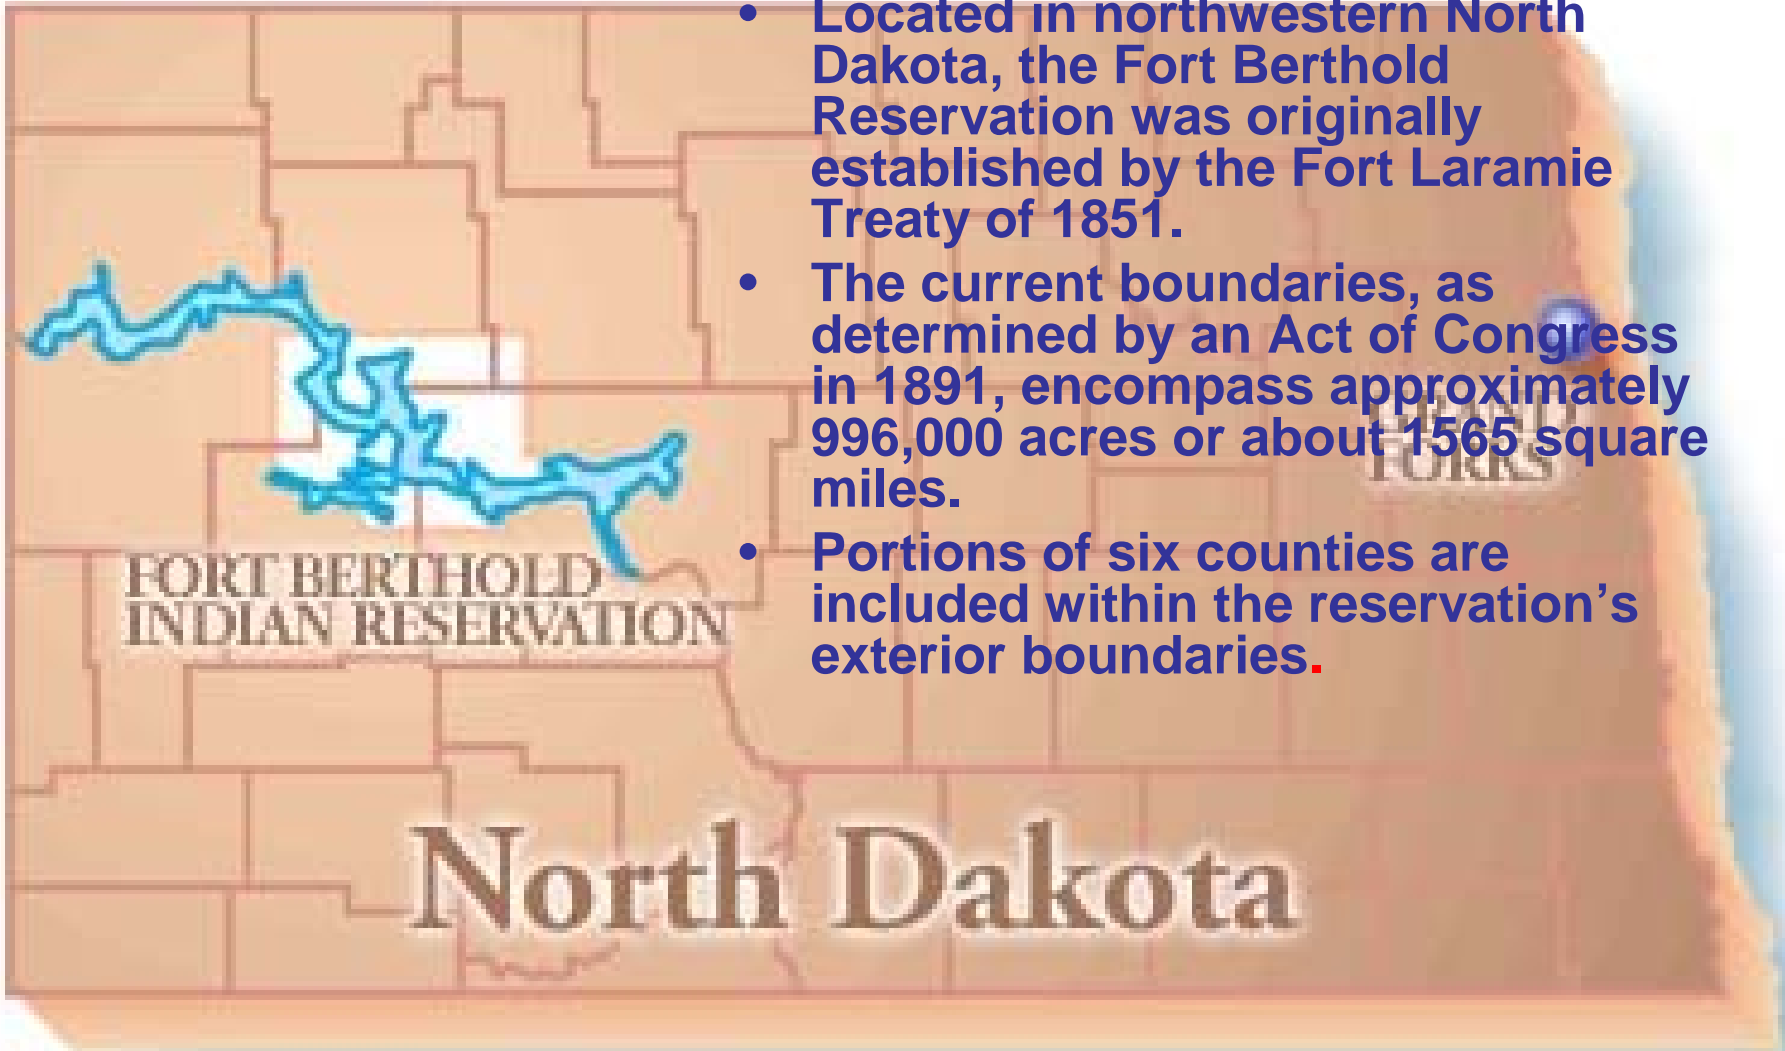 • Located in northwestern North
Dakota, the Fort Berthold
Reservation was originally
established by the Fort Laramie
Treaty of 1851.
• The current boundaries, as
determined by an Act of Congress
in 1891, encompass approximately
996,000 acres or about 1565 square
miles.
• Portions of six counties are
included within the reservation’s
exterior boundaries.
GRAND
FORKS
FORT BERTHOLD
INDIAN RESERVATION
North Dakota